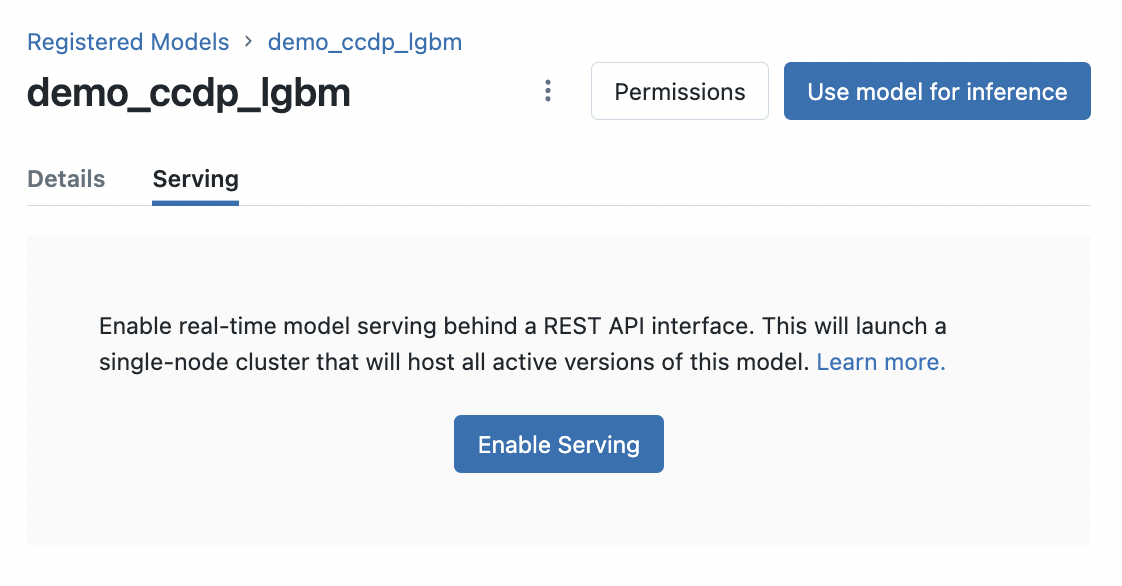 Registered Models > demo_ccdp_lgbm
demo_ccdp_lgbm
Permissions
Use model for inference
Details
Serving
Enable real-time model serving behind a REST API interface. This will launch a
single-node cluster that will host all active versions of this model. Learn more.
Enable Serving